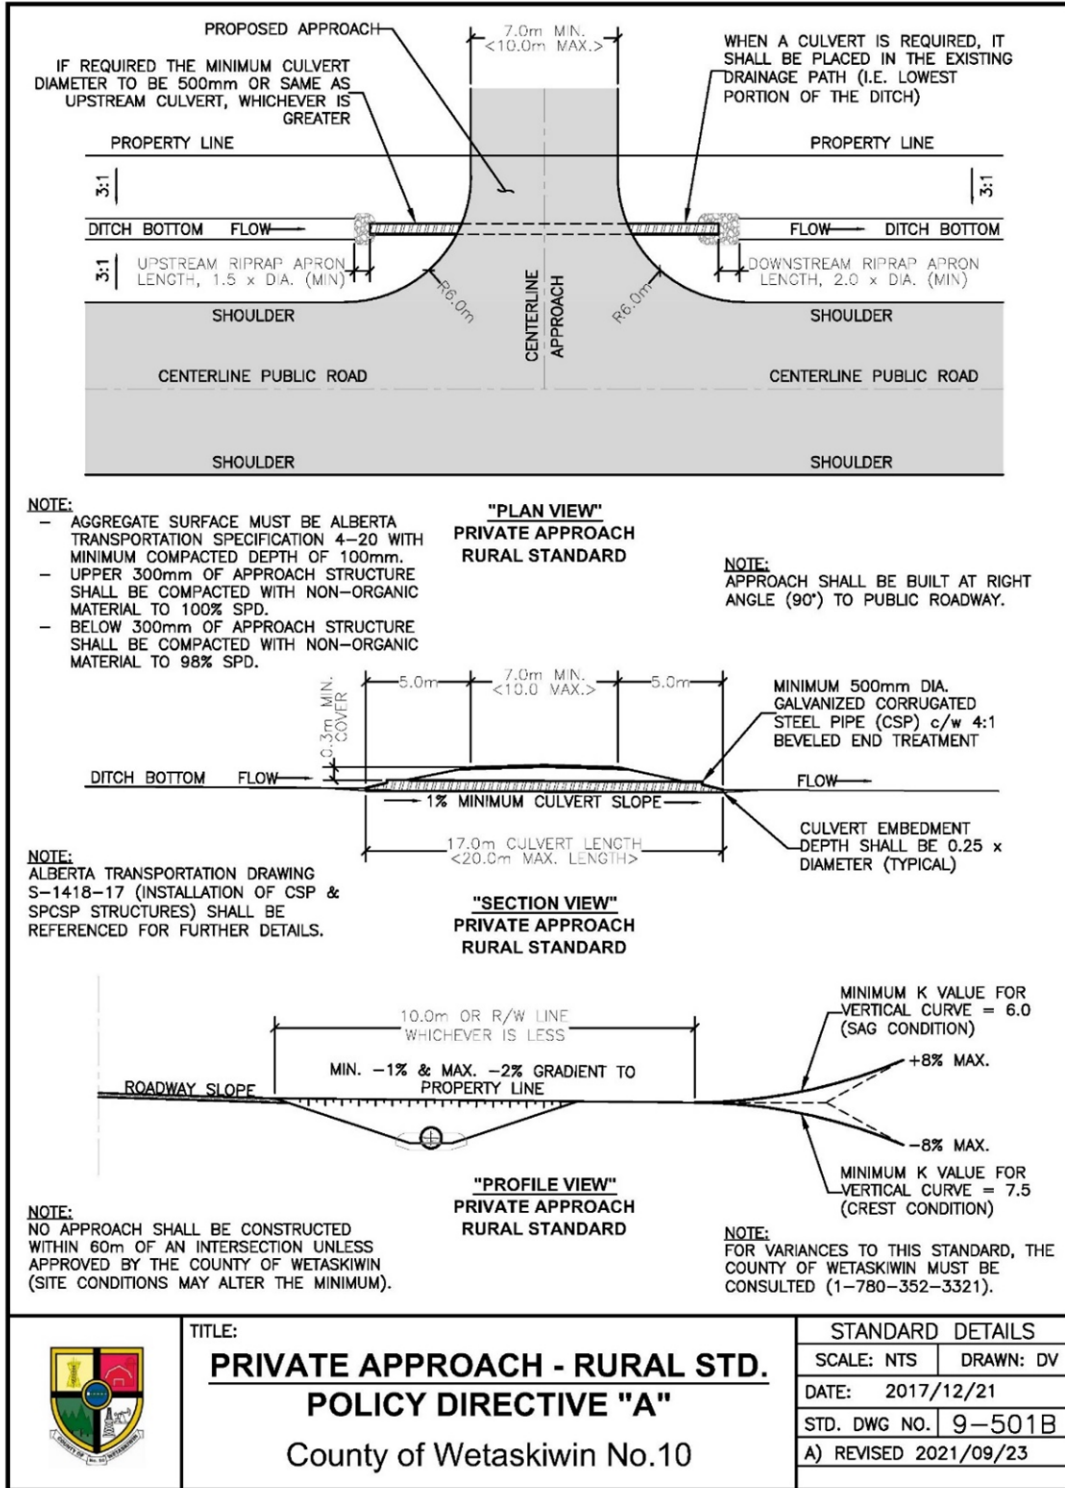 PROPOSED APPROACH
7.0m MIN.
<10.0m MAX.>
IF REQUIRED THE MINIMUM CULVERT
DIAMETER TO BE 500mm OR SAME AS
UPSTREAM CULVERT, WHICHEVER IS
GREATER
WHEN A CULVERT IS REQUIRED, IT
SHALL BE PLACED IN THE EXISTING
DRAINAGE PATH (I.E. LOWEST
PORTION OF THE DITCH)
PROPERTY LINE
PROPERTY LINE
3:1
3:1
DITCH BOTTOM FLOW
FLOW DITCH BOTTOM
3:1
UPSTREAM RIPRAP APRON
LENGTH, 1.5 x DIA. (MIN)
DOWNSTREAM RIPRAP APRON
LENGTH, 2.0 x DIA. (MIN)
R6.0m
R6.0m
CENTERLINE
APPROACH
SHOULDER
SHOULDER
CENTERLINE PUBLIC ROAD
CENTERLINE PUBLIC ROAD
SHOULDER
SHOULDER
NOTE:
- AGGREGATE SURFACE MUST BE ALBERTA
TRANSPORTATION SPECIFICATION 4-20 WITH
MINIMUM COMPACTED DEPTH OF 100mm.
- UPPER 300mm OF APPROACH STRUCTURE
SHALL BE COMPACTED WITH NON-ORGANIC
MATERIAL TO 100% SPD.
- BELOW 300mm OF APPROACH STRUCTURE
SHALL BE COMPACTED WITH NON-ORGANIC
MATERIAL TO 98% SPD.
"PLAN VIEW"
PRIVATE APPROACH
RURAL STANDARD
NOTE:
APPROACH SHALL BE BUILT AT RIGHT
ANGLE (90°) TO PUBLIC ROADWAY.
0.3m MIN.
COVER
5.0m
7.0m MIN.
<10.0 MAX.>
5.0m
MINIMUM 500mm DIA.
GALVANIZED CORRUGATED
STEEL PIPE (CSP) c/w 4:1
BEVELED END TREATMENT
DITCH BOTTOM FLOW
FLOW
1% MINIMUM CULVERT SLOPE
17.0m CULVERT LENGTH
<20.0m MAX. LENGTH>
CULVERT EMBEDMENT
DEPTH SHALL BE 0.25 x
DIAMETER (TYPICAL)
NOTE:
ALBERTA TRANSPORTATION DRAWING
S-1418-17 (INSTALLATION OF CSP &
SPCSP STRUCTURES) SHALL BE
REFERENCED FOR FURTHER DETAILS.
"SECTION VIEW"
PRIVATE APPROACH
RURAL STANDARD
10.0m OR R/W LINE
WHICHEVER IS LESS
MIN. -1% & MAX. -2% GRADIENT TO
PROPERTY LINE
ROADWAY SLOPE
MINIMUM K VALUE FOR
VERTICAL CURVE = 6.0
(SAG CONDITION)
+8% MAX.
-8% MAX.
MINIMUM K VALUE FOR
VERTICAL CURVE = 7.5
(CREST CONDITION)
"PROFILE VIEW"
PRIVATE APPROACH
RURAL STANDARD
NOTE:
NO APPROACH SHALL BE CONSTRUCTED
WITHIN 60m OF AN INTERSECTION UNLESS
APPROVED BY THE COUNTY OF WETASKIWIN
(SITE CONDITIONS MAY ALTER THE MINIMUM).
NOTE:
FOR VARIANCES TO THIS STANDARD, THE
COUNTY OF WETASKIWIN MUST BE
CONSULTED (1-780-352-3321).
COUNTY OF No. 10 WETASKIWIN
TITLE:
PRIVATE APPROACH - RURAL STD.
POLICY DIRECTIVE "A"
County of Wetaskiwin No.10
STANDARD DETAILS
SCALE: NTS DRAWN: DV
DATE: 2017/12/21
STD. DWG NO. 9-501B
A) REVISED 2021/09/23